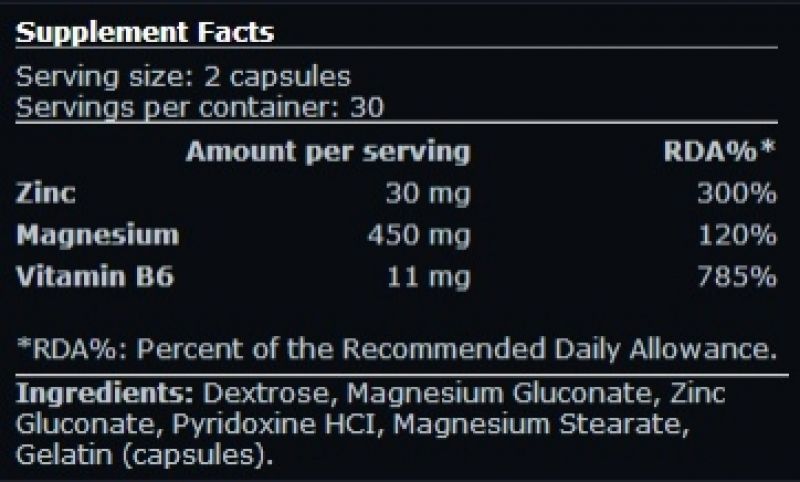 Supplement Facts
Serving size: 2 capsules
Servings per container: 30
Amount per serving RDA%*
Zinc 30 mg 300%
Magnesium 450 mg 120%
Vitamin B6 11 mg 785%
*RDA%: Percent of the Recommended Daily Allowance.
Ingredients: Dextrose, Magnesium Gluconate, Zinc
Gluconate, Pyridoxine HCI, Magnesium Stearate,
Gelatin (capsules).